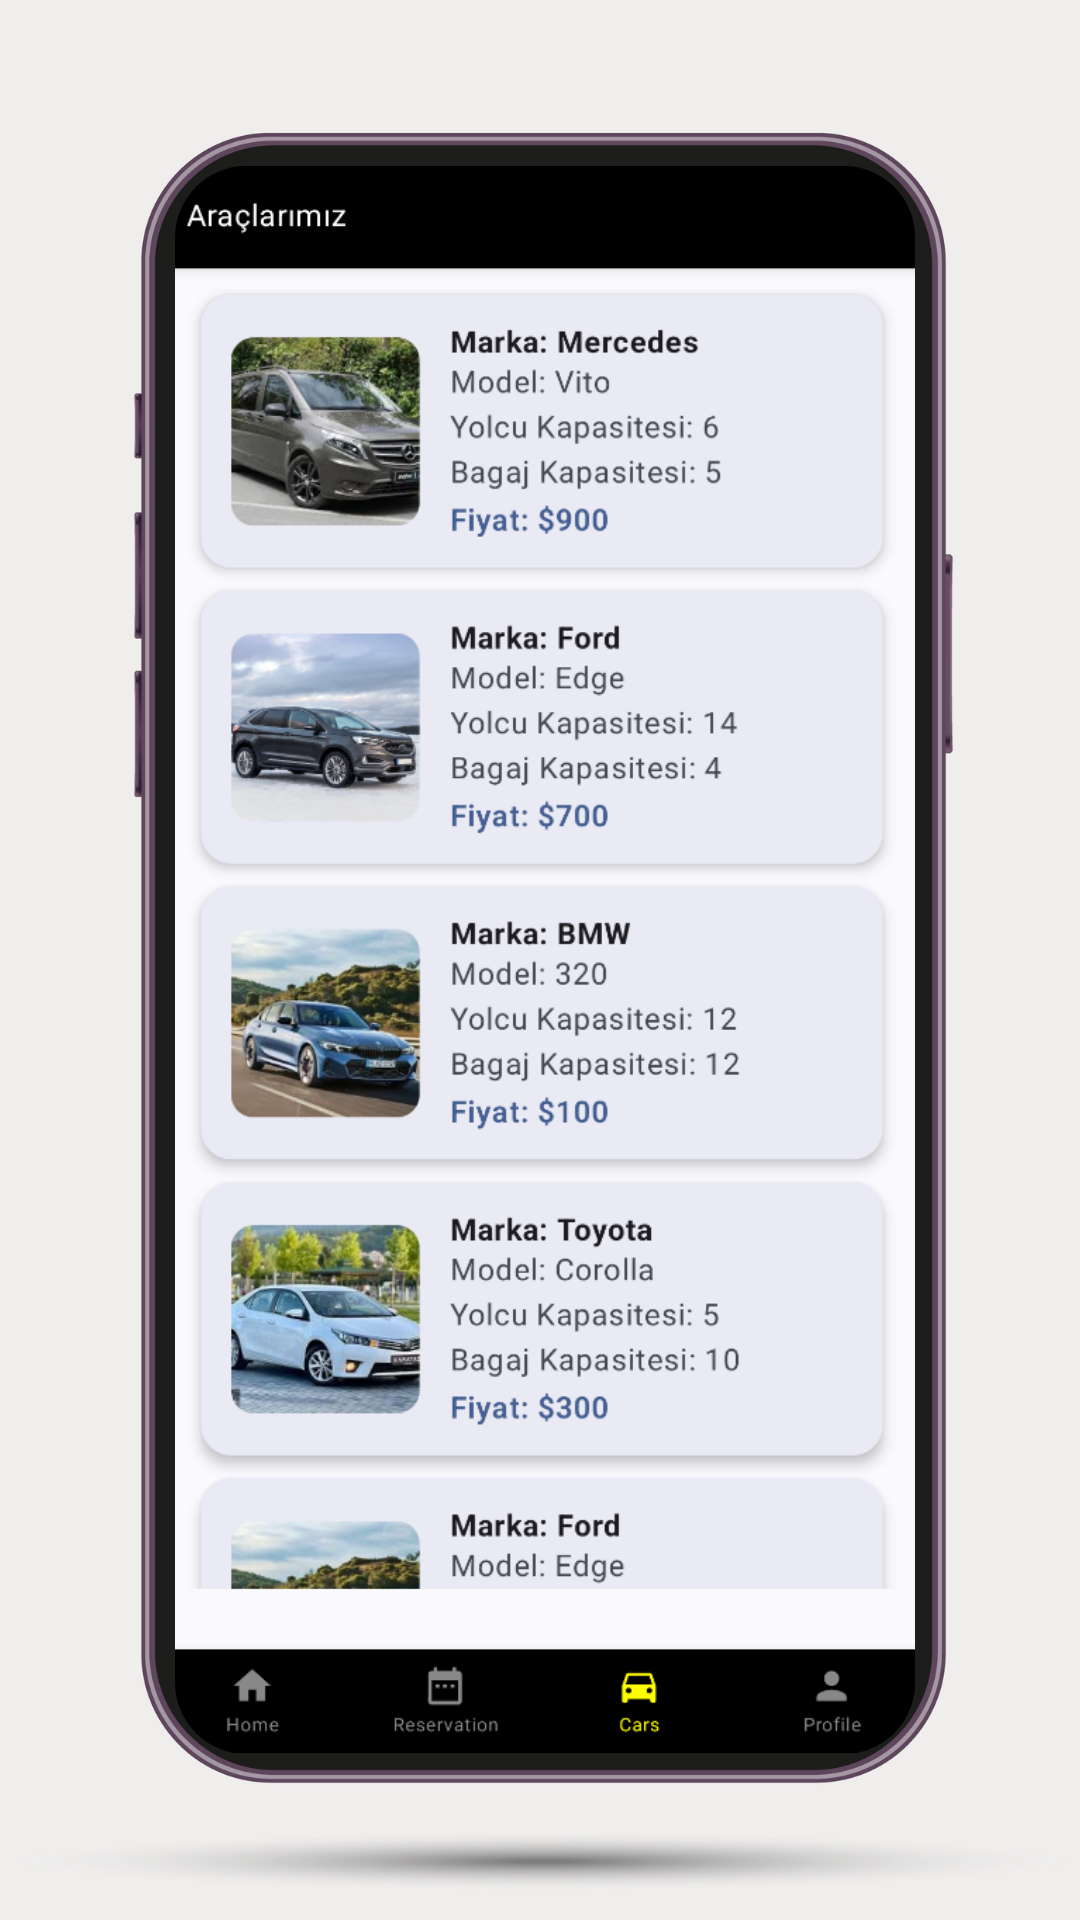 Araçlarımız
Marka: Mercedes
Model: Vito
Yolcu Kapasitesi: 6
Bagaj Kapasitesi: 5
Fiyat: $900
Marka: Ford
Model: Edge
Yolcu Kapasitesi: 14
Bagaj Kapasitesi: 4
Fiyat: $700
Marka: BMW
Model: 320
Yolcu Kapasitesi: 12
Bagaj Kapasitesi: 12
Fiyat: $100
Marka: Toyota
Model: Corolla
Yolcu Kapasitesi: 5
Bagaj Kapasitesi: 10
Fiyat: $300
Marka: Ford
Model: Edge
Home
Reservation
Cars
Profile